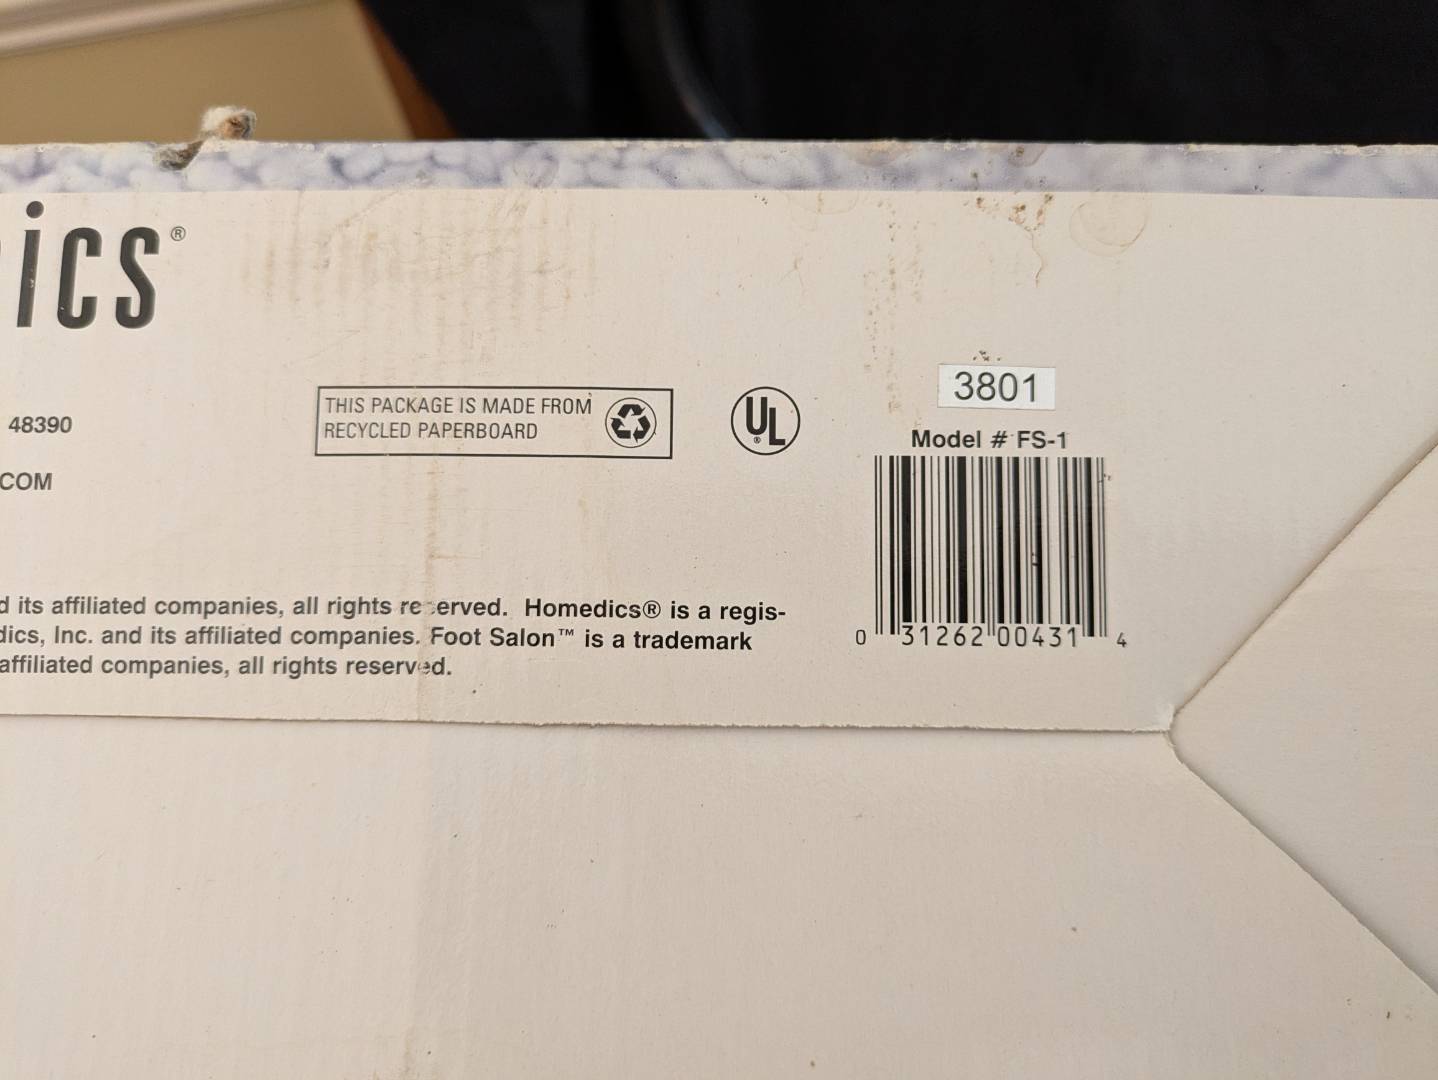 ics®
48390
.COM
THIS PACKAGE IS MADE FROM
RECYCLED PAPERBOARD
UL®
3801
Model # FS-1
0 31262 00431 4
d its affiliated companies, all rights reserved. Homedics® is a regis-
dics, Inc. and its affiliated companies. Foot Salon™ is a trademark
affiliated companies, all rights reserved.